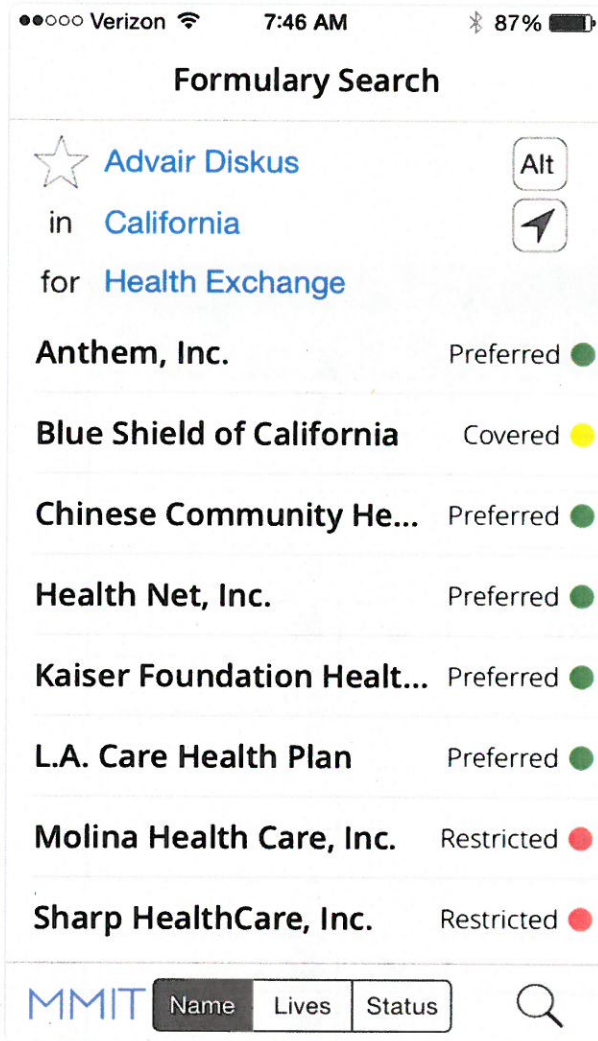 Verizon 7:46 AM 87%
Formulary Search
Advair Diskus Alt
in California
for Health Exchange
Anthem, Inc. Preferred
Blue Shield of California Covered
Chinese Community He... Preferred
Health Net, Inc. Preferred
Kaiser Foundation Healt... Preferred
L.A. Care Health Plan Preferred
Molina Health Care, Inc. Restricted
Sharp HealthCare, Inc. Restricted
MMIT Name Lives Status